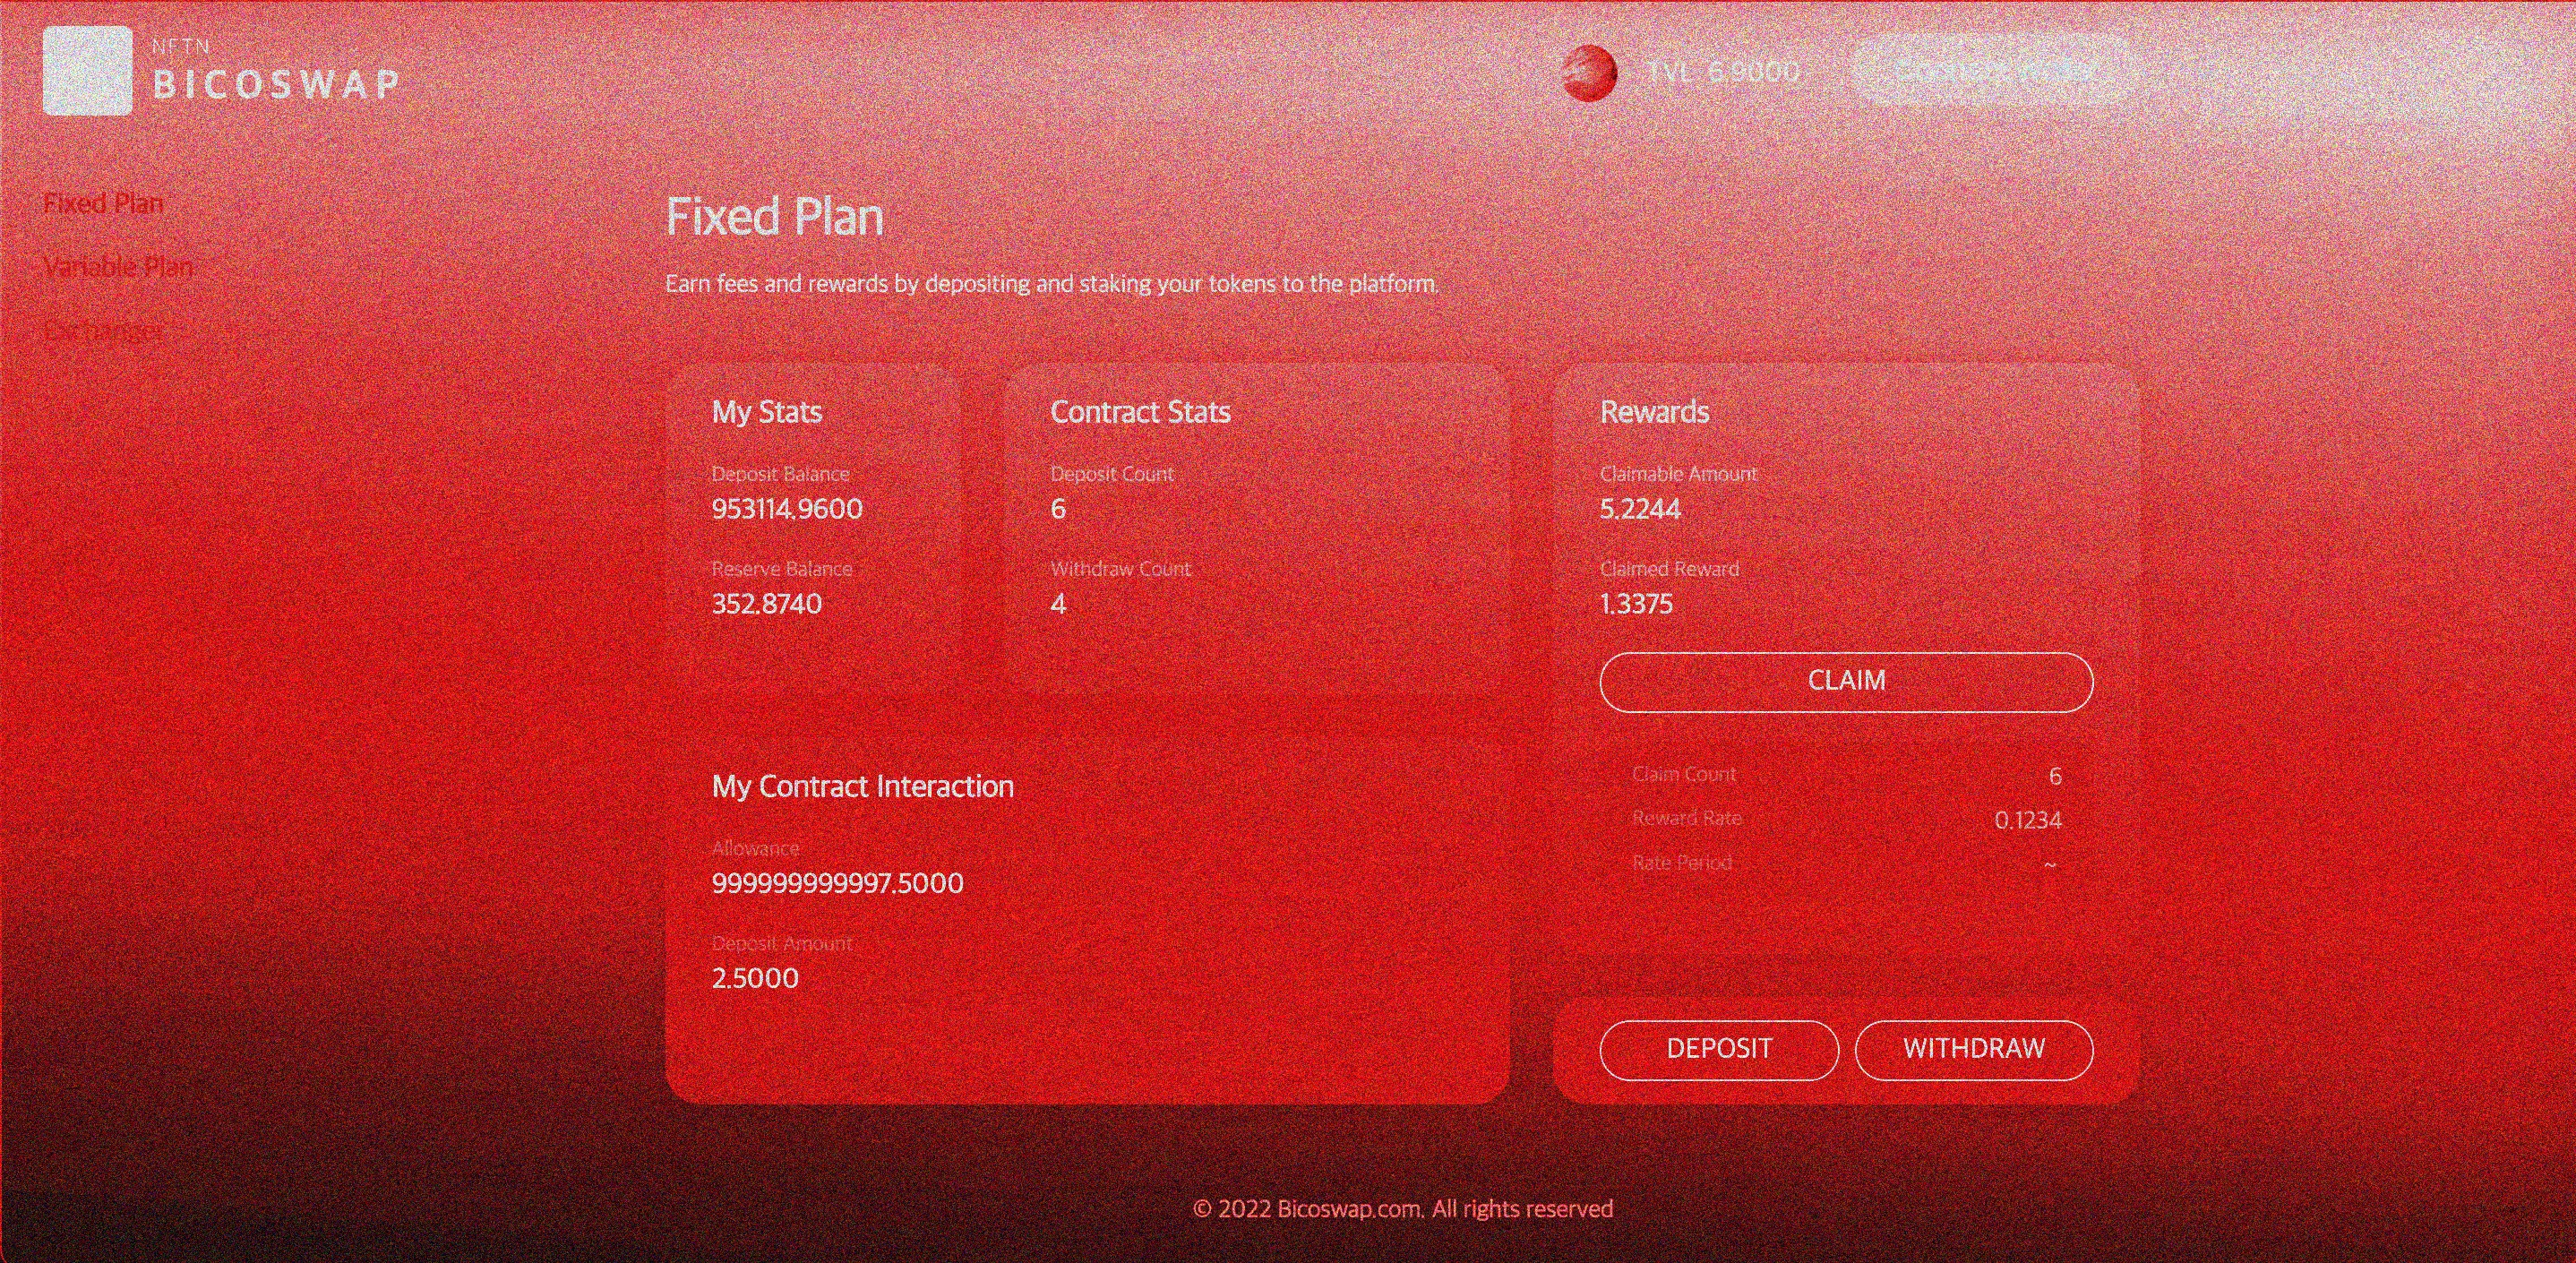 NFTN
BICOSWAP
TVL 6.9000
Fixed Plan
Variable Plan
Exchanger
Fixed Plan
Earn fees and rewards by depositing and staking your tokens to the platform.
My Stats
Deposit Balance
953114.9600
Reserve Balance
352.8740
Contract Stats
Deposit Count
6
Withdraw Count
4
Rewards
Claimable Amount
5.2244
Claimed Reward
1.3375
CLAIM
Claim Count 6
Reward Rate 0.1234
Rate Period ~
My Contract Interaction
Allowance
999999999997.5000
Deposit Amount
2.5000
DEPOSIT
WITHDRAW
© 2022 Bicoswap.com. All rights reserved